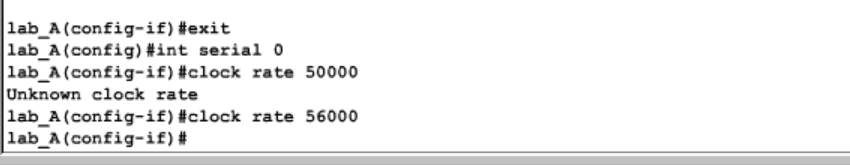 lab_A(config-if)#exit
lab_A(config)#int serial 0
lab_A(config-if)#clock rate 50000
Unknown clock rate
lab_A(config-if)#clock rate 56000
lab_A(config-if)#